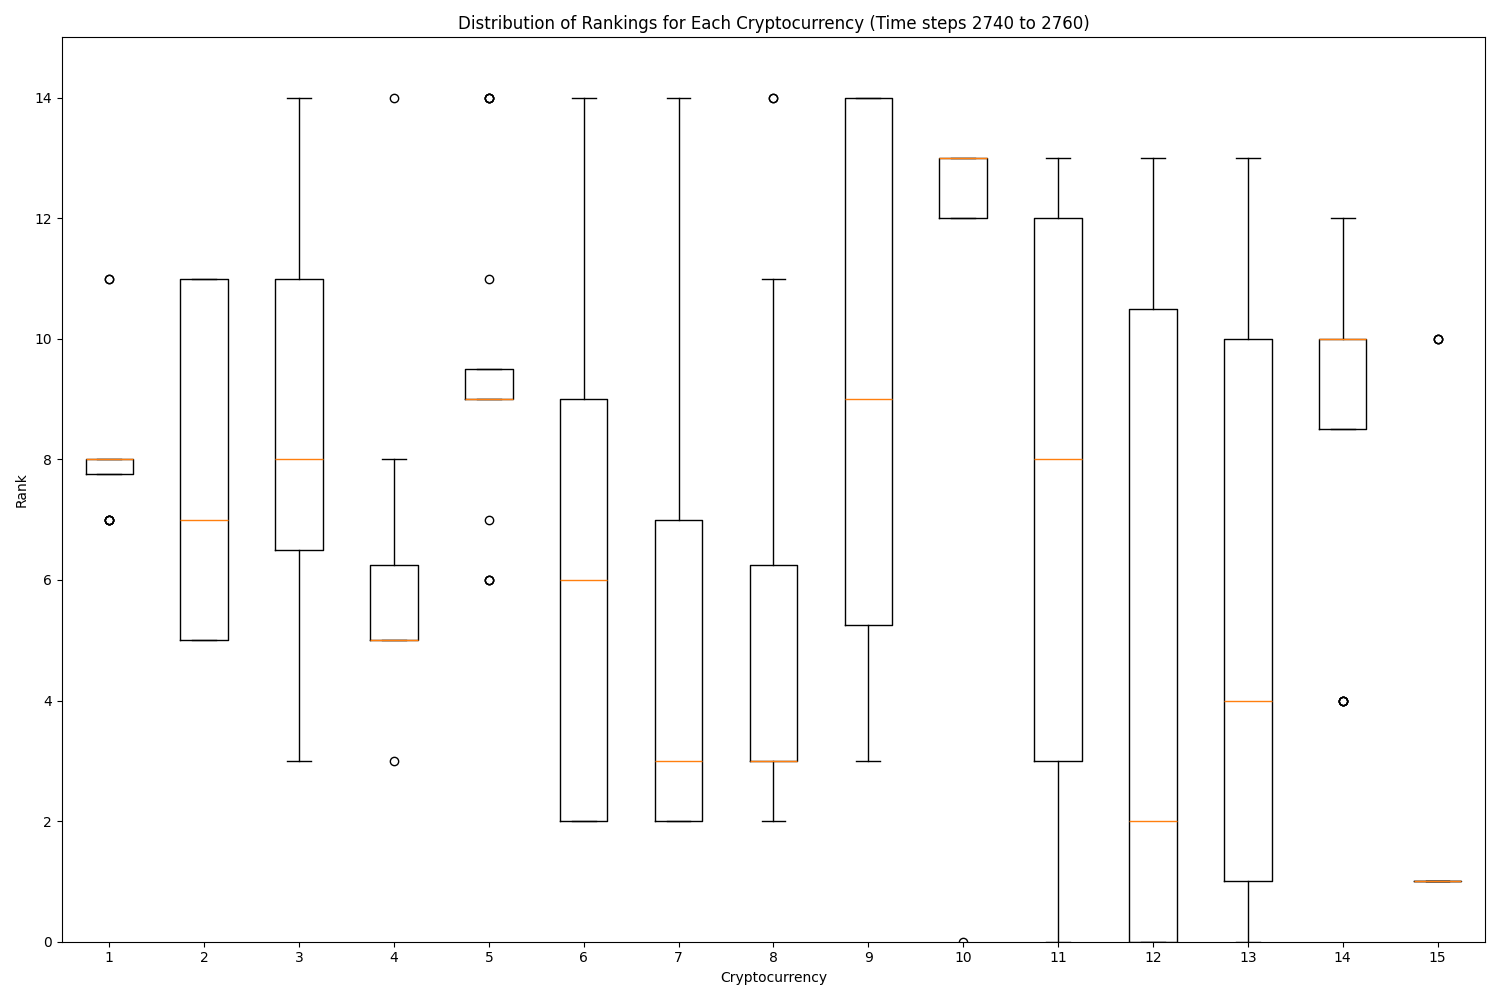 Distribution of Rankings for Each Cryptocurrency (Time steps 2740 to 2760)
14
12
10
8
6
4
2
0
Rank
1 2 3 4 5 6 7 8 9 10 11 12 13 14 15
Cryptocurrency